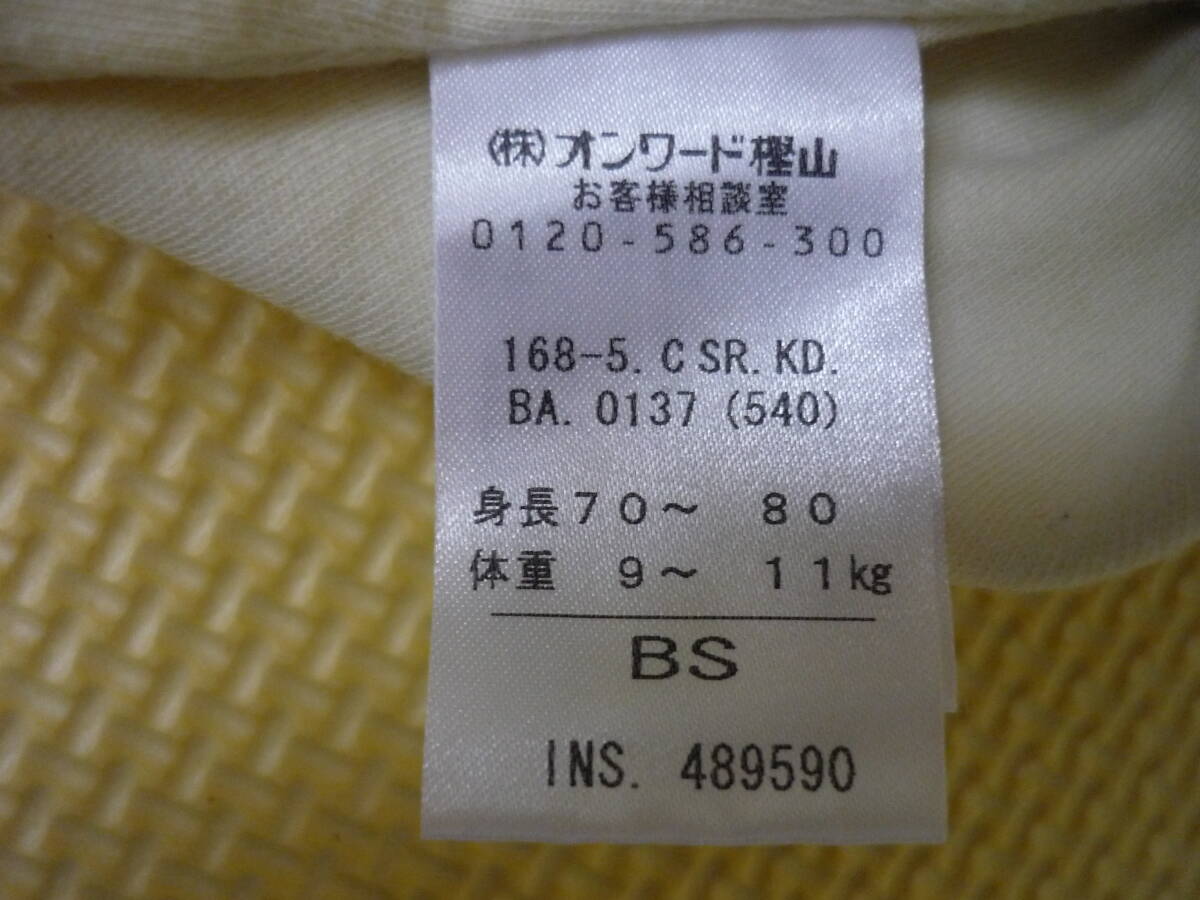 (株)オンワード樫山
お客様相談室
0120-586-300
168-5. C SR. KD.
BA. 0137 (540)
身長70～ 80
体重 9～ 11kg
BS
INS. 489590